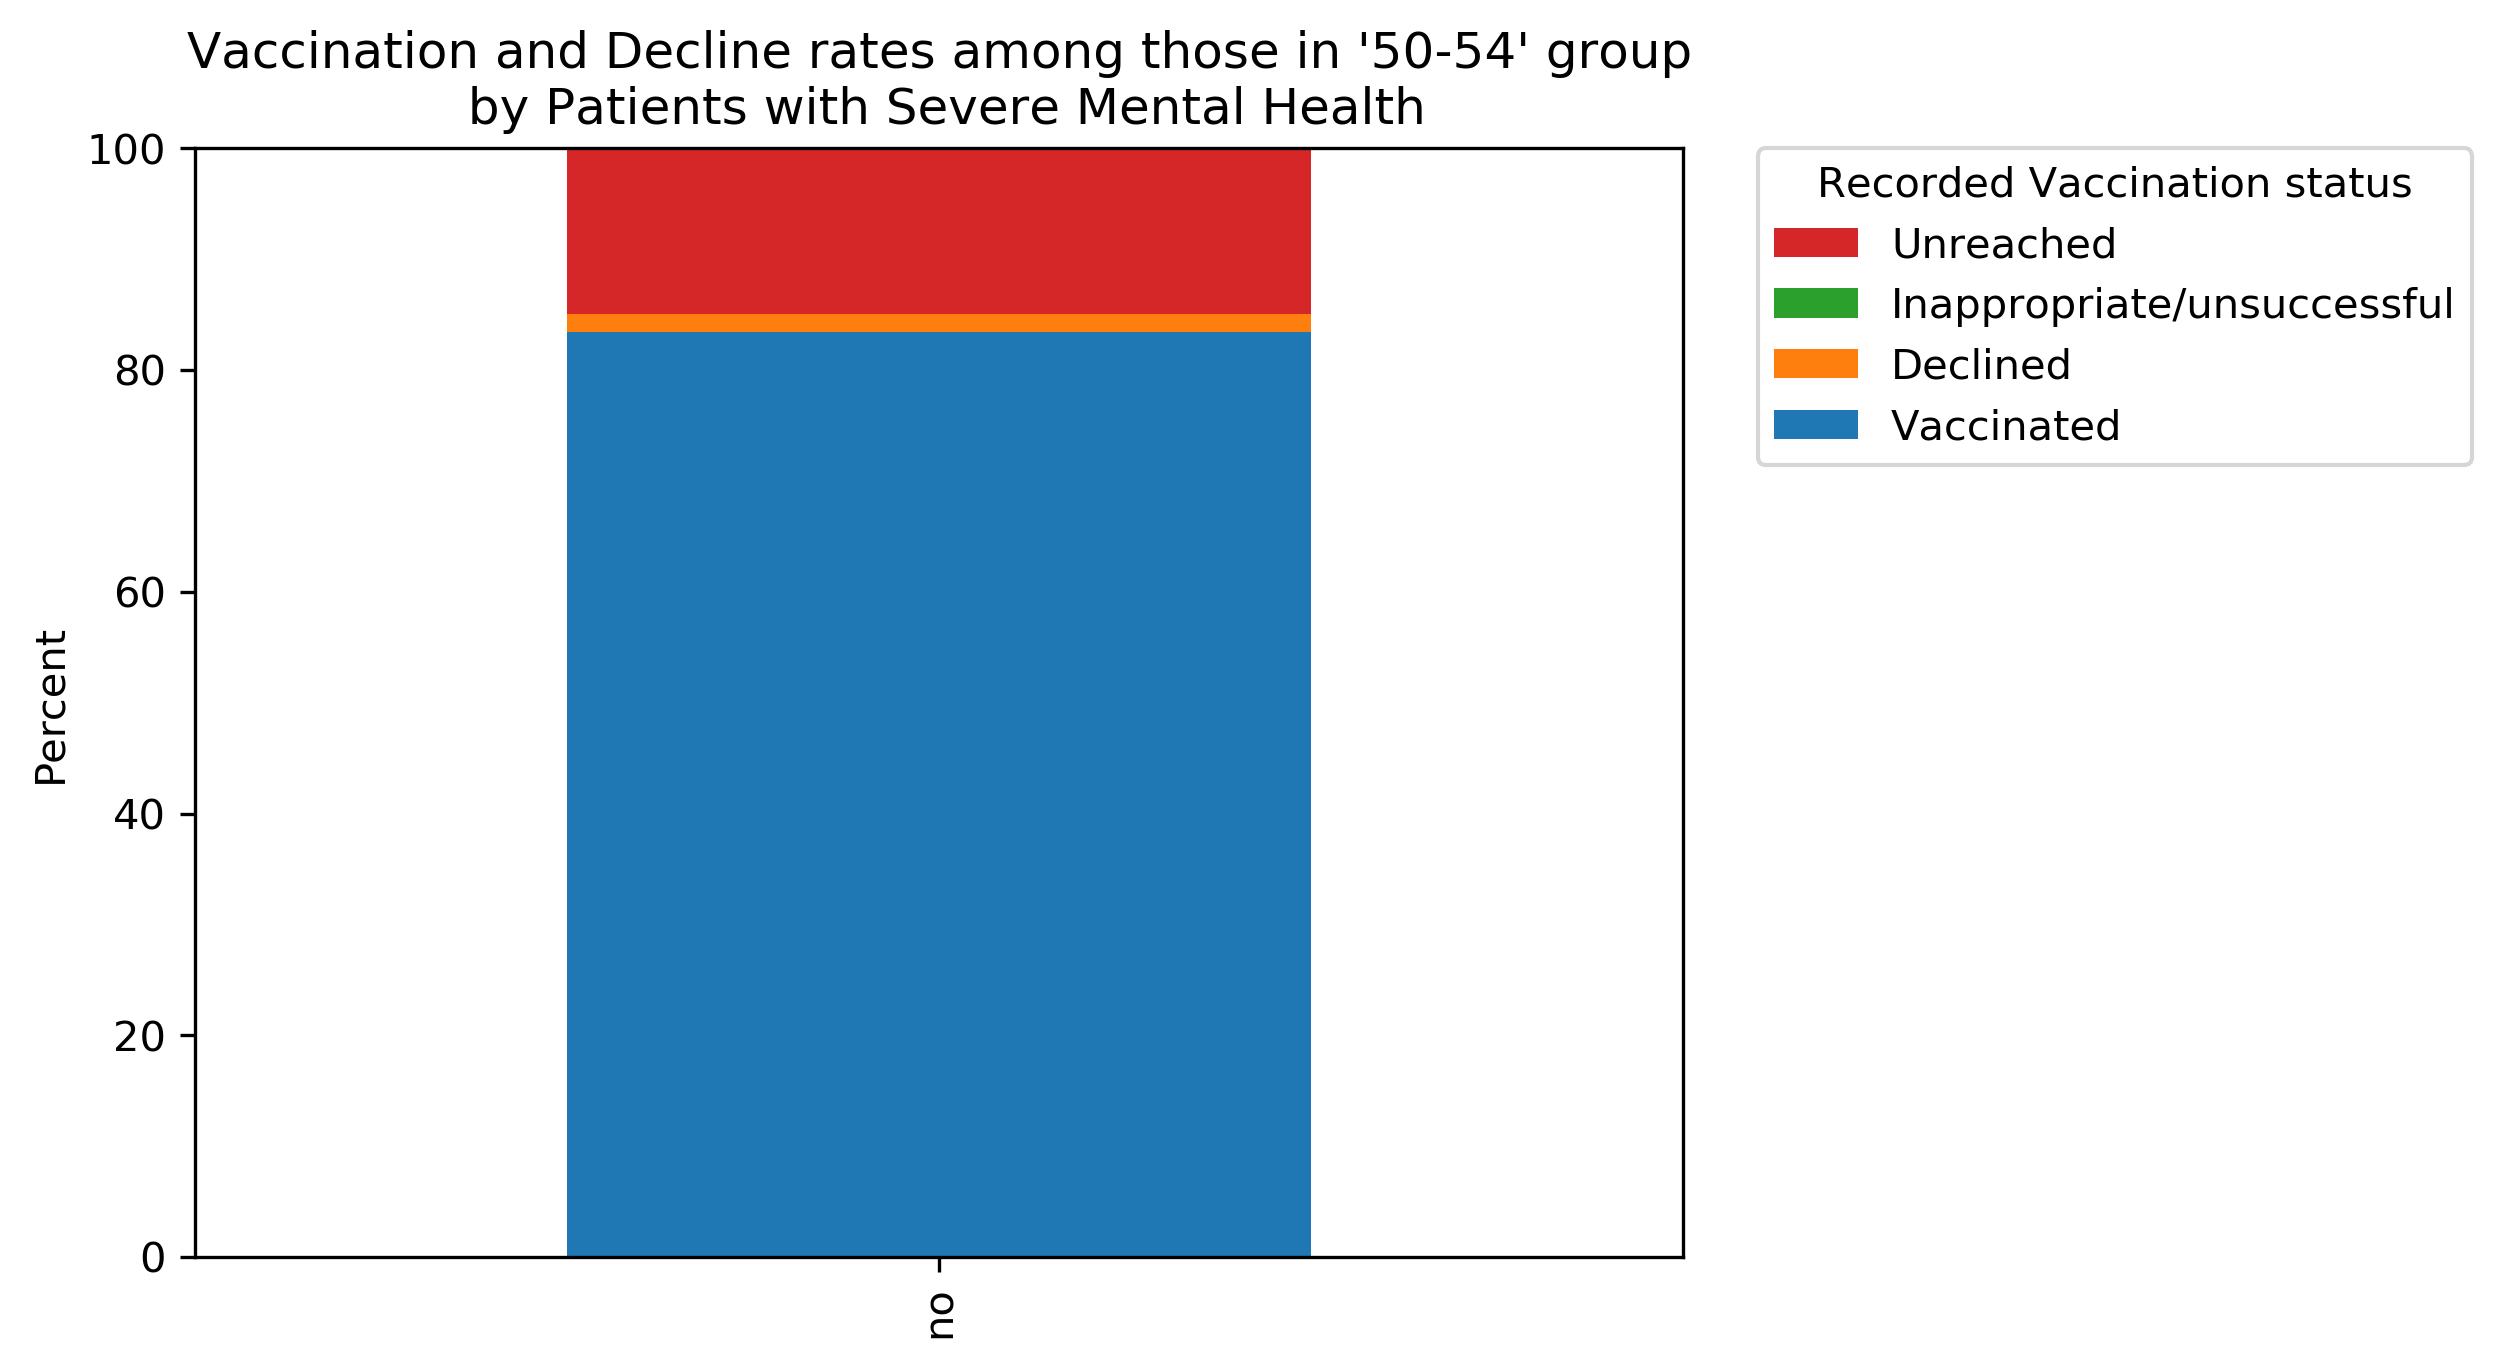 Vaccination and Decline rates among those in '50-54' group
by Patients with Severe Mental Health
100
80
60
40
20
0
Percent
no
Recorded Vaccination status
Unreached
Inappropriate/unsuccessful
Declined
Vaccinated